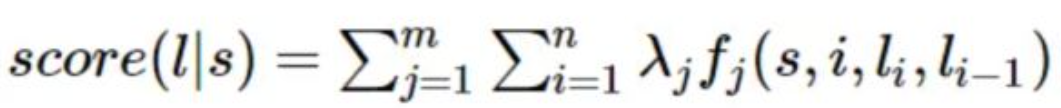 score(l|s) = ∑_{j=1}^{m} ∑_{i=1}^{n} λ_j f_j(s, i, l_i, l_{i−1})